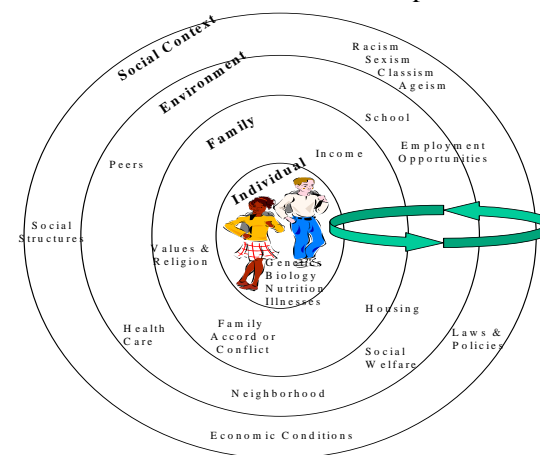 Social Context
Racism
Sexism
Classism
Ageism
Environment
School
Family
Employment
Opportunities
Income
Peers
Individual
Social
Structures
Values &
Religion
Genetics
Biology
Nutrition
Illnesses
Housing
Health
Care
Family
Accord or
Conflict
Laws &
Policies
Social
Welfare
Neighborhood
Economic Conditions